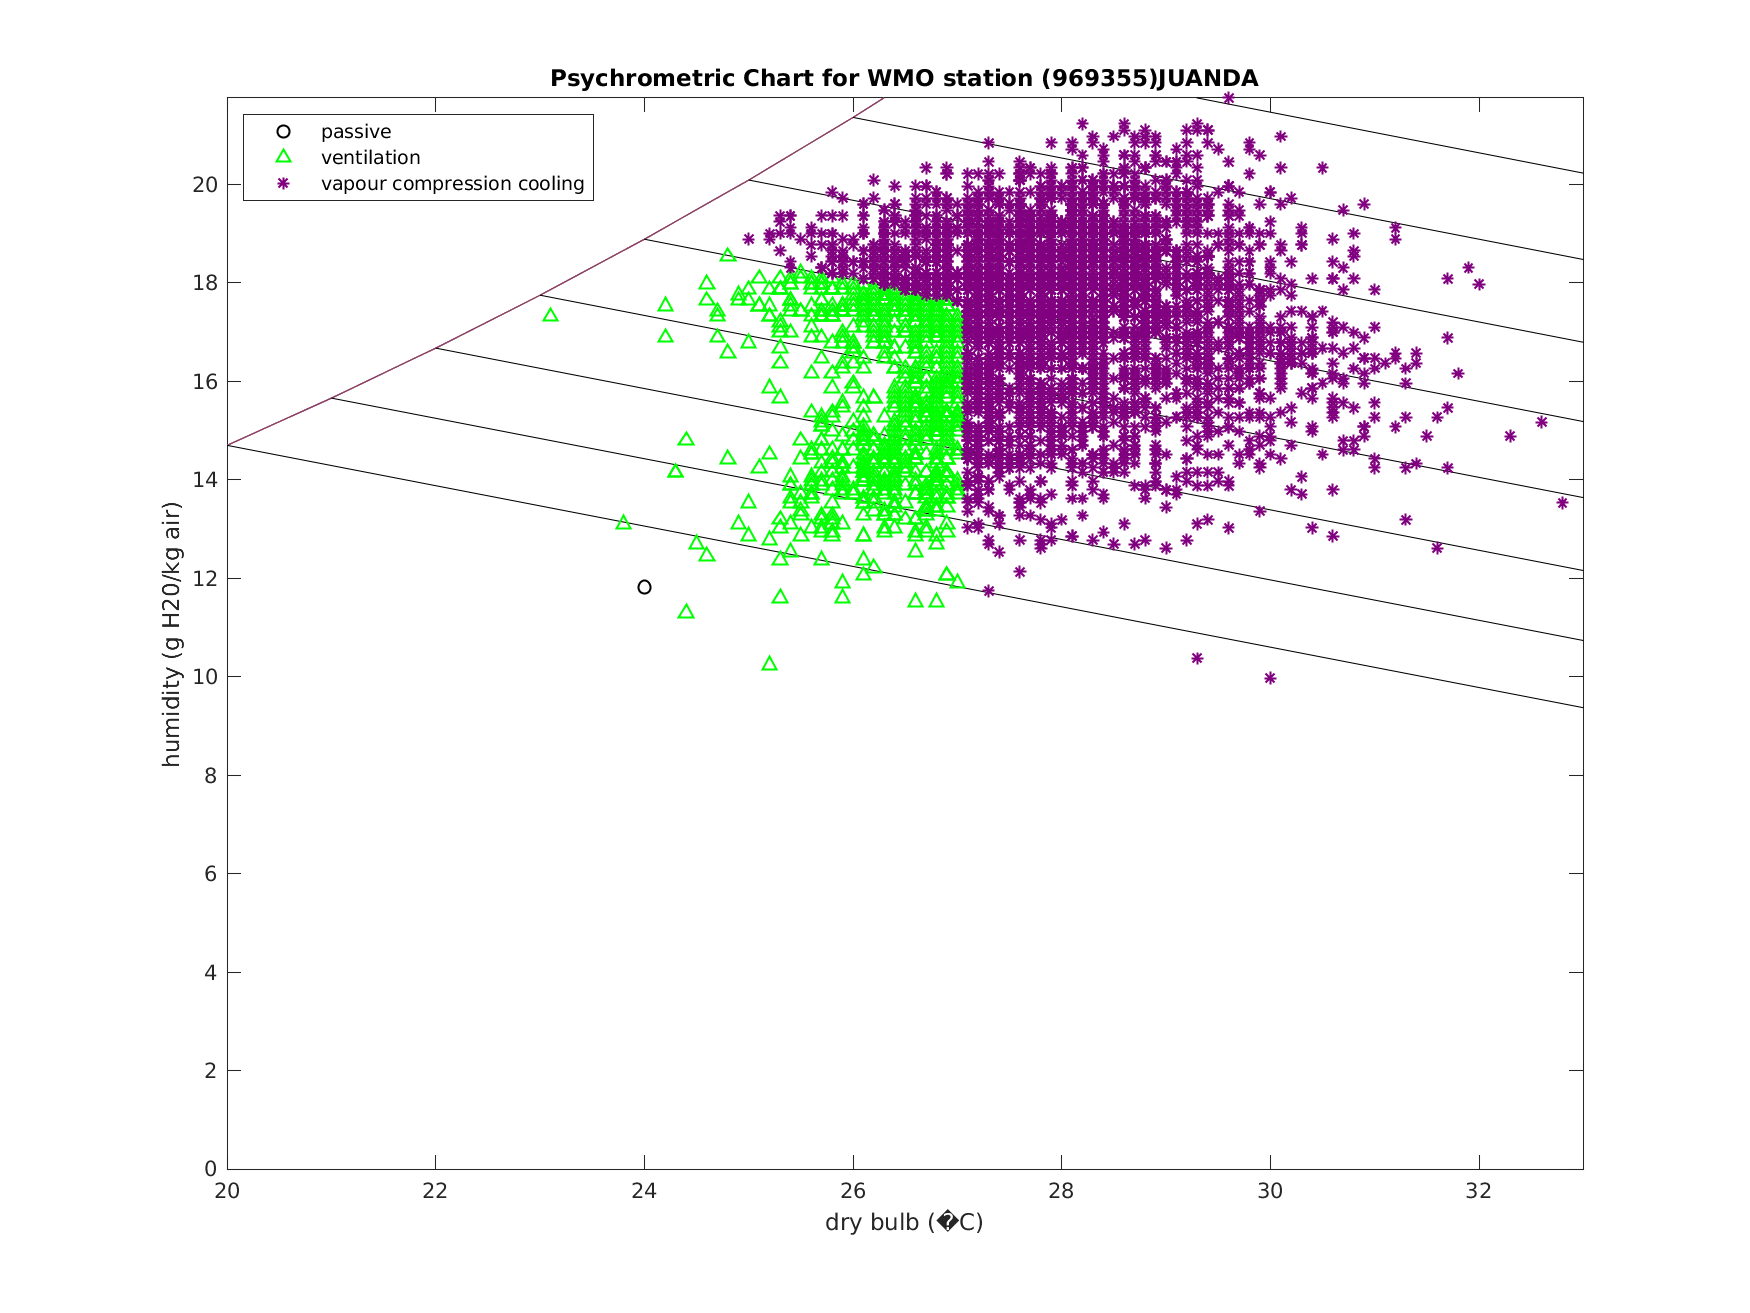 Psychrometric Chart for WMO station (969355)JUANDA
passive
ventilation
vapour compression cooling
humidity (g H20/kg air)
20
18
16
14
12
10
8
6
4
2
0
20 22 24 26 28 30 32
dry bulb (�C)